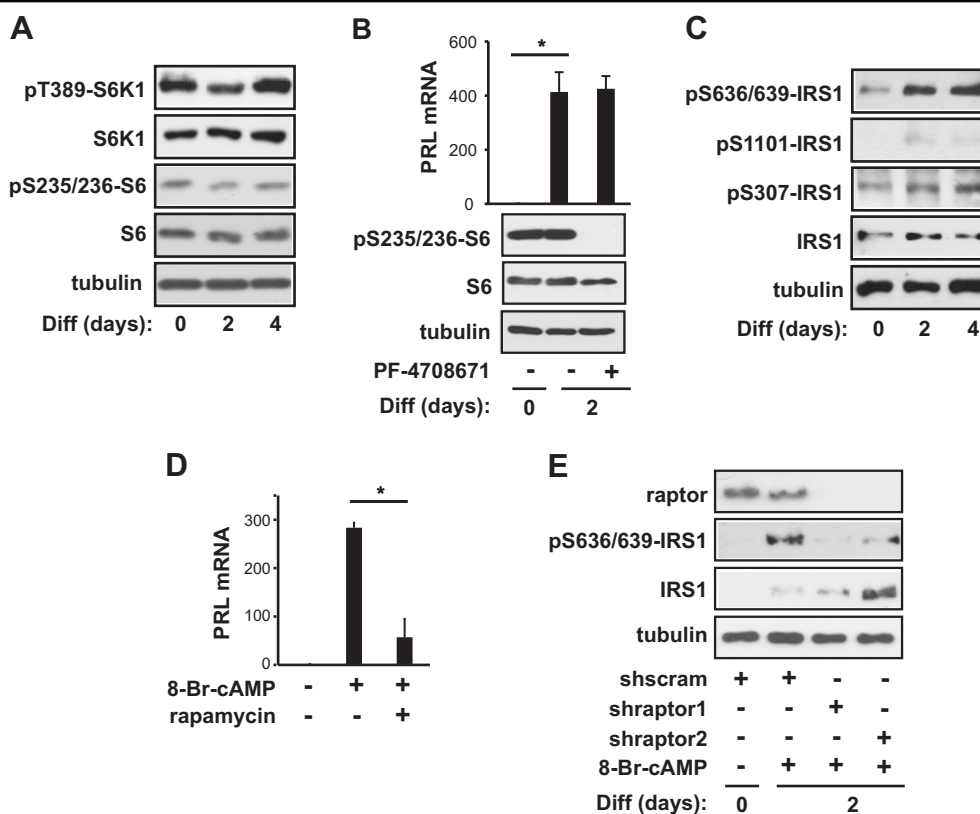 A
pT389-S6K1
S6K1
pS235/236-S6
S6
tubulin
Diff (days): 0 2 4
B
600
400
200
0
PRL mRNA
*
pS235/236-S6
S6
tubulin
PF-4708671 - - +
Diff (days): 0 2
C
pS636/639-IRS1
pS1101-IRS1
pS307-IRS1
IRS1
tubulin
Diff (days): 0 2 4
D
300
200
100
0
PRL mRNA
*
8-Br-cAMP - + +
rapamycin - - +
E
raptor
pS636/639-IRS1
IRS1
tubulin
shscram + + - -
shraptor1 - - + -
shraptor2 - - - +
8-Br-cAMP - + + +
Diff (days): 0 2